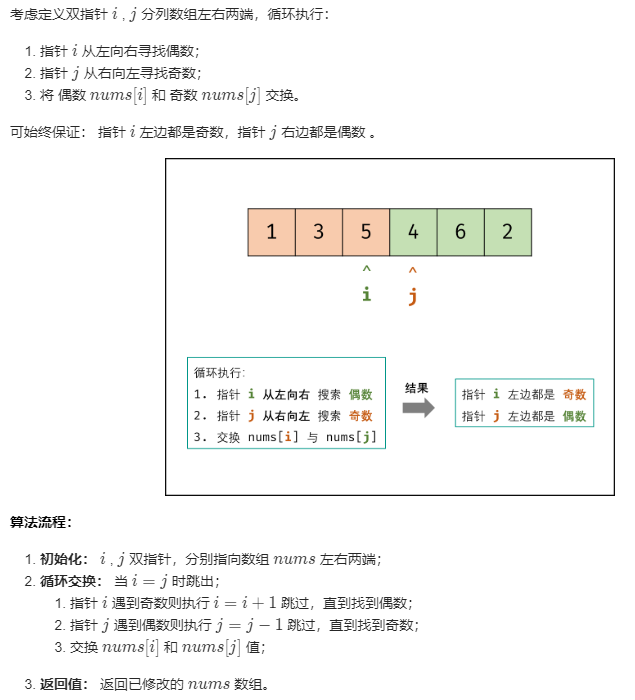 考虑定义双指针 i , j 分列数组左右两端，循环执行：
1. 指针 i 从左向右寻找偶数；
2. 指针 j 从右向左寻找奇数；
3. 将 偶数 nums[i] 和 奇数 nums[j] 交换。
可始终保证： 指针 i 左边都是奇数，指针 j 右边都是偶数 。
1 3 5 4 6 2
^ ^
i j
循环执行:
1. 指针 i 从左向右 搜索 偶数
2. 指针 j 从右向左 搜索 奇数
3. 交换 nums[i] 与 nums[j]
结果
指针 i 左边都是 奇数
指针 j 左边都是 偶数
算法流程：
1. 初始化： i , j 双指针，分别指向数组 nums 左右两端；
2. 循环交换： 当 i = j 时跳出；
1. 指针 i 遇到奇数则执行 i = i + 1 跳过，直到找到偶数；
2. 指针 j 遇到偶数则执行 j = j − 1 跳过，直到找到奇数；
3. 交换 nums[i] 和 nums[j] 值；
3. 返回值： 返回已修改的 nums 数组。